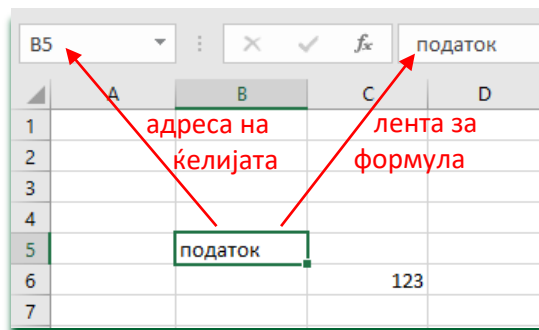 B5 fx податок
A B C D
1 адреса на лента за
2 ќелијата формула
3
4
5 податок
6 123
7